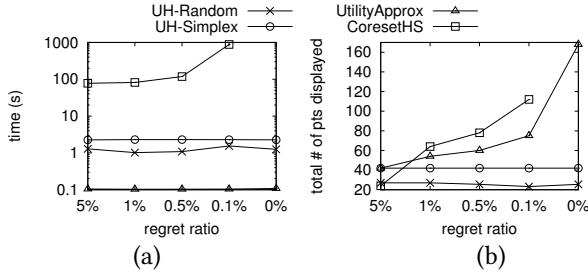 UH-Random
UH-Simplex
UtilityApprox
CoresetHS
time (s)
1000
100
10
1
0.1
5% 1% 0.5% 0.1% 0%
regret ratio
(a)
total # of pts displayed
160
140
120
100
80
60
40
20
5% 1% 0.5% 0.1% 0%
regret ratio
(b)